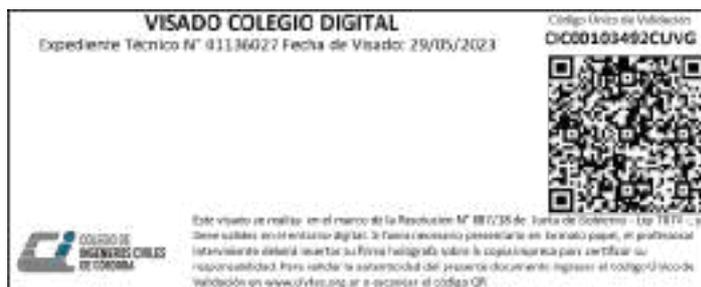 VISADO COLEGIO DIGITAL
Expediente Técnico N° 01136027 Fecha de Visado: 29/05/2023
Código Único de Validación
CIC00103492CUVG
COLEGIO DE
INGENIEROS CIVILES
DE CORDOBA
Este visado se realiza en el marco de la Resolución N° 887/18 de Junta de Gobierno
tiene validez en el entorno digital. Si fuera necesario presentarlo en formato papel, el profesional
interviniente deberá insertar su firma hológrafa sobre la copia impresa para certificar su
responsabilidad. Para validar la autenticidad del presente documento ingresar el código Único de
Validación en www.civiles.org.ar o escanear el código QR